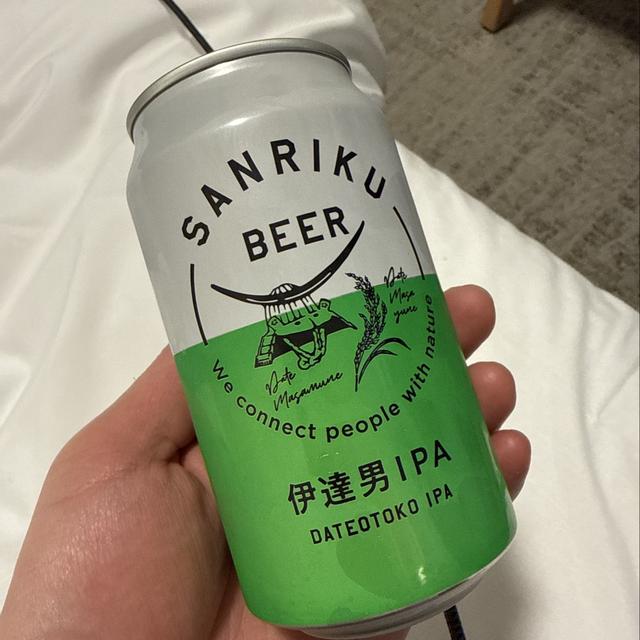 SANRIKU
BEER
Date
Masa
yune
Date
Masamune
We connect people with nature
伊達男IPA
DATEOTOKO IPA